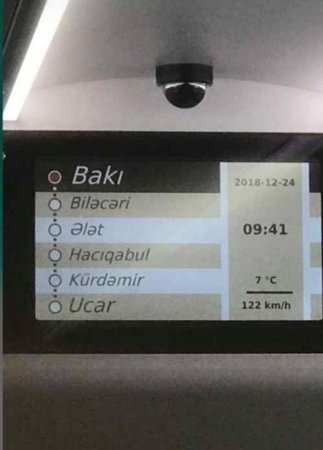 Bakı
Biləcəri
Ələt
Hacıqabul
Kürdəmir
Ucar
2018-12-24
09:41
7 °C
122 km/h